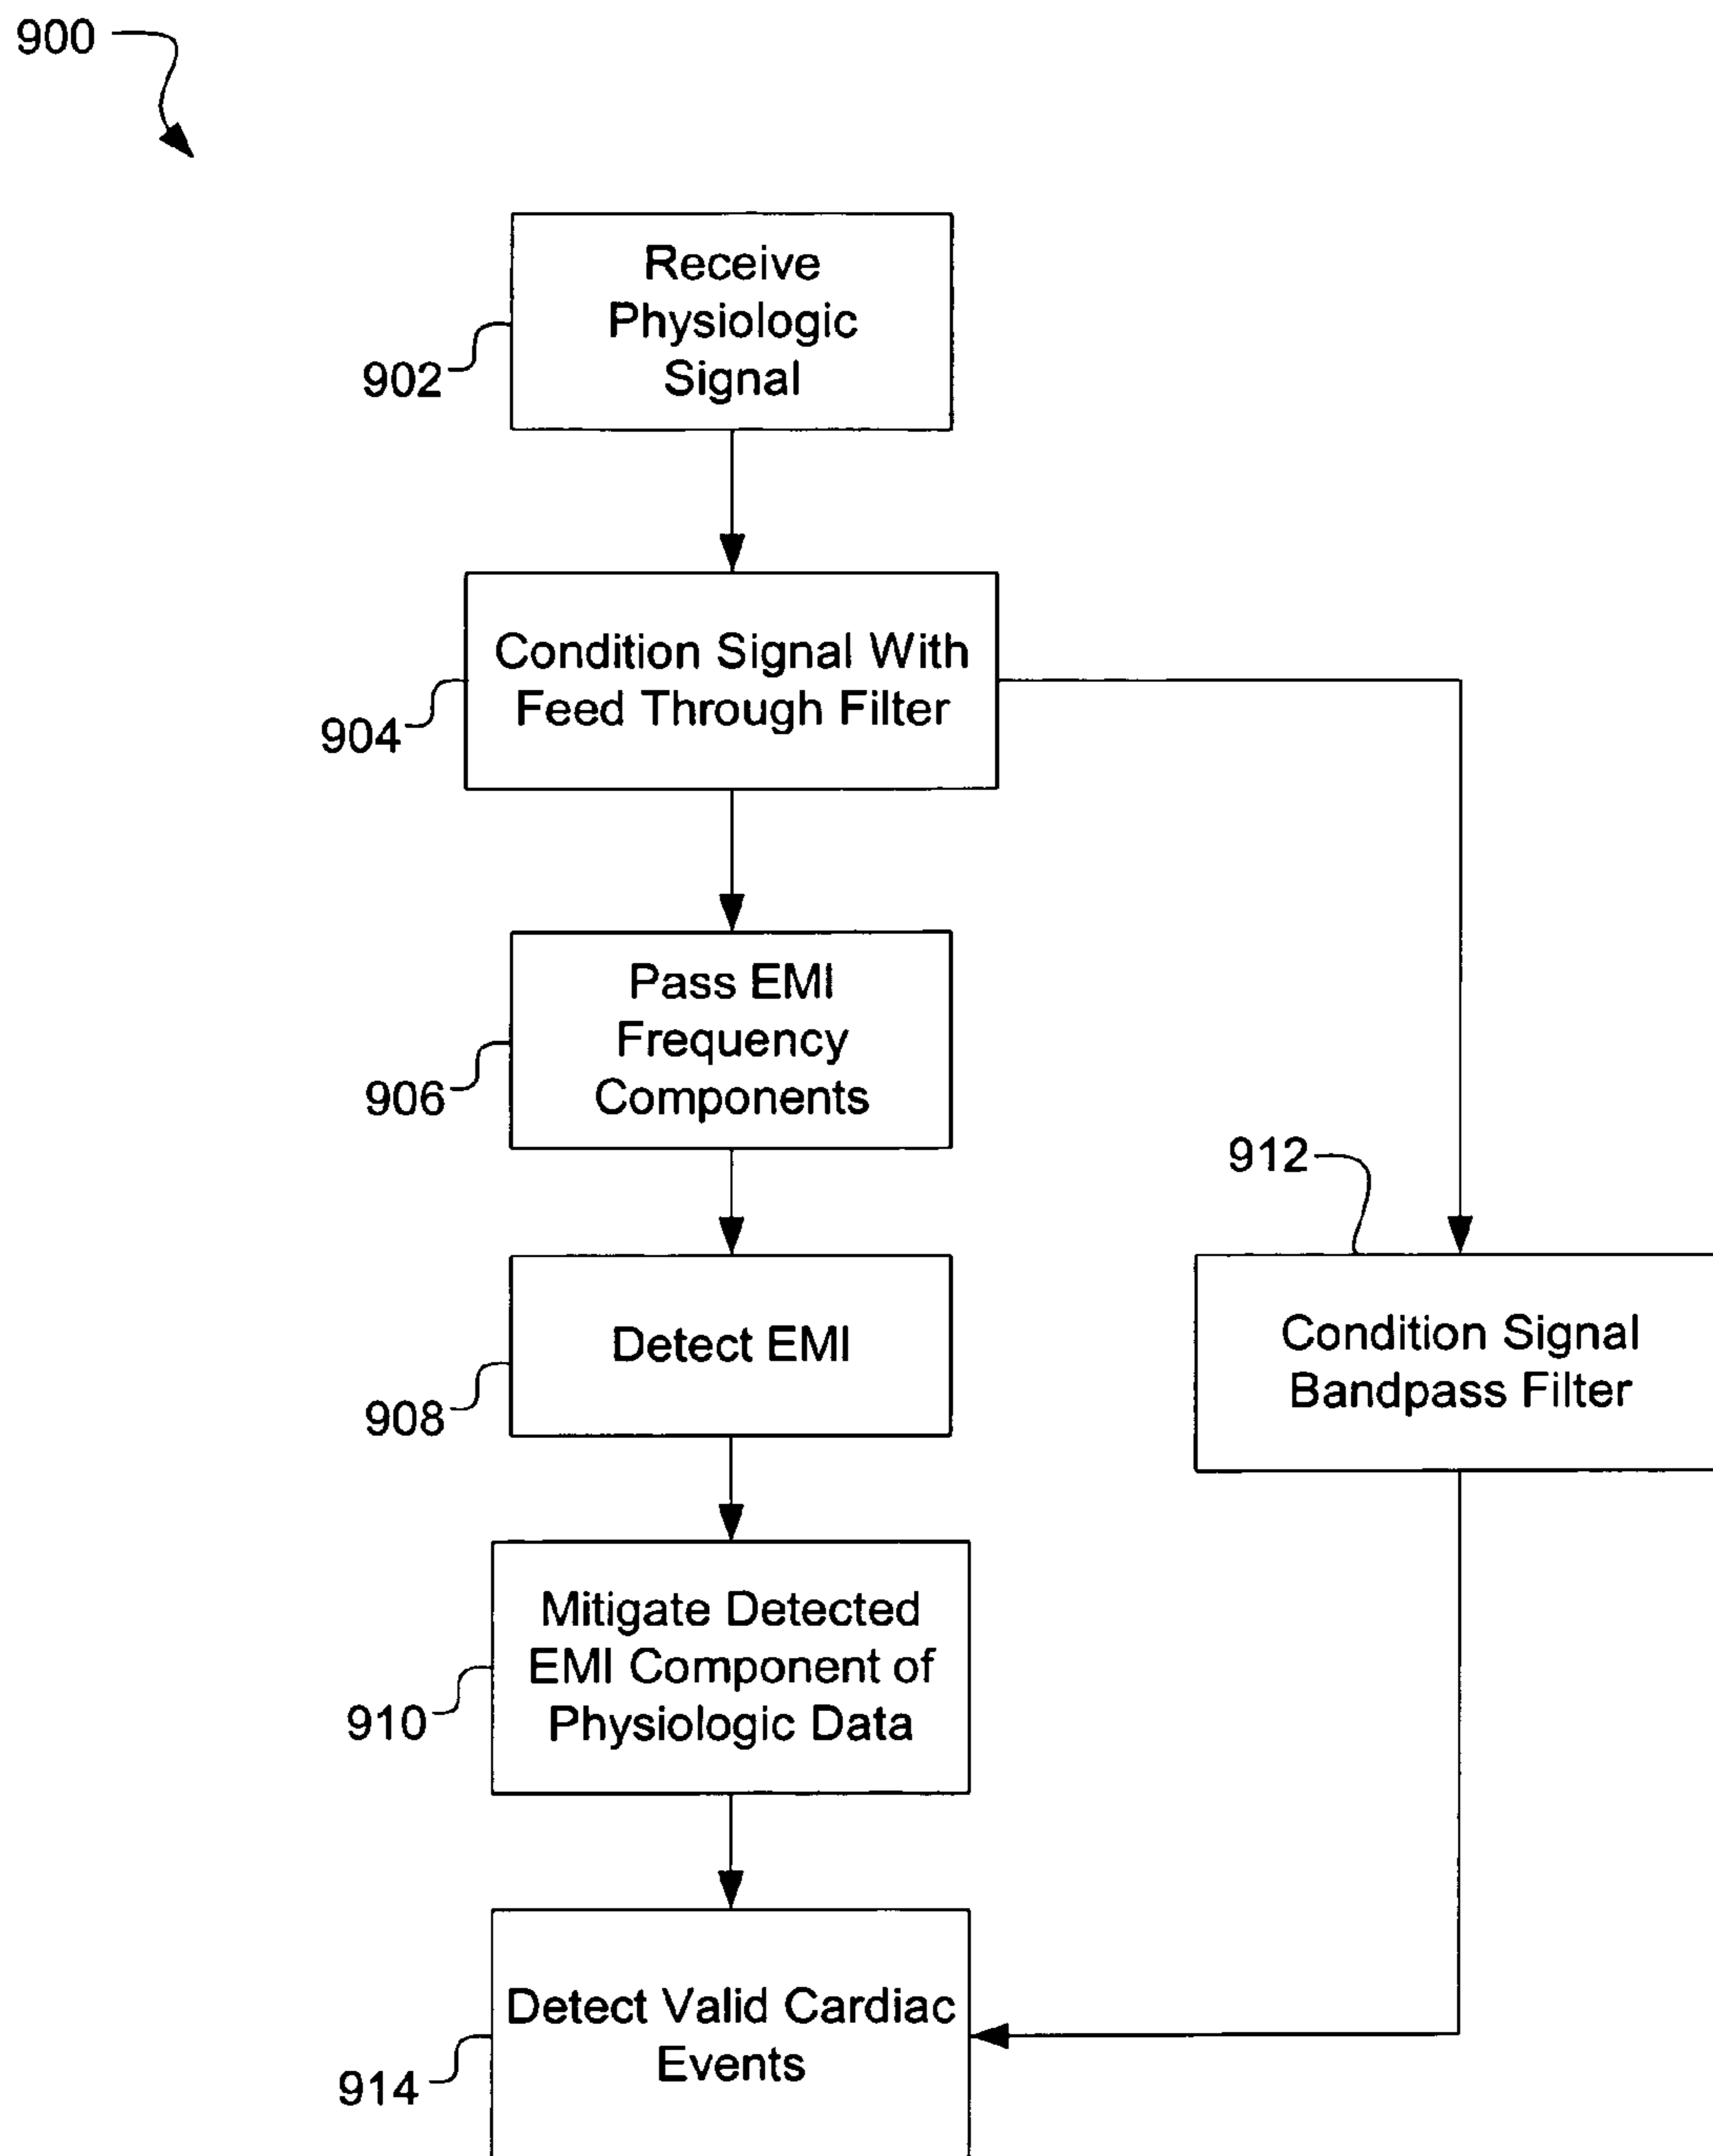 900
Receive
Physiologic
Signal
902
Condition Signal With
Feed Through Filter
904
Pass EMI
Frequency
Components
906
912
Detect EMI
908
Condition Signal
Bandpass Filter
Mitigate Detected
EMI Component of
Physiologic Data
910
Detect Valid Cardiac
Events
914